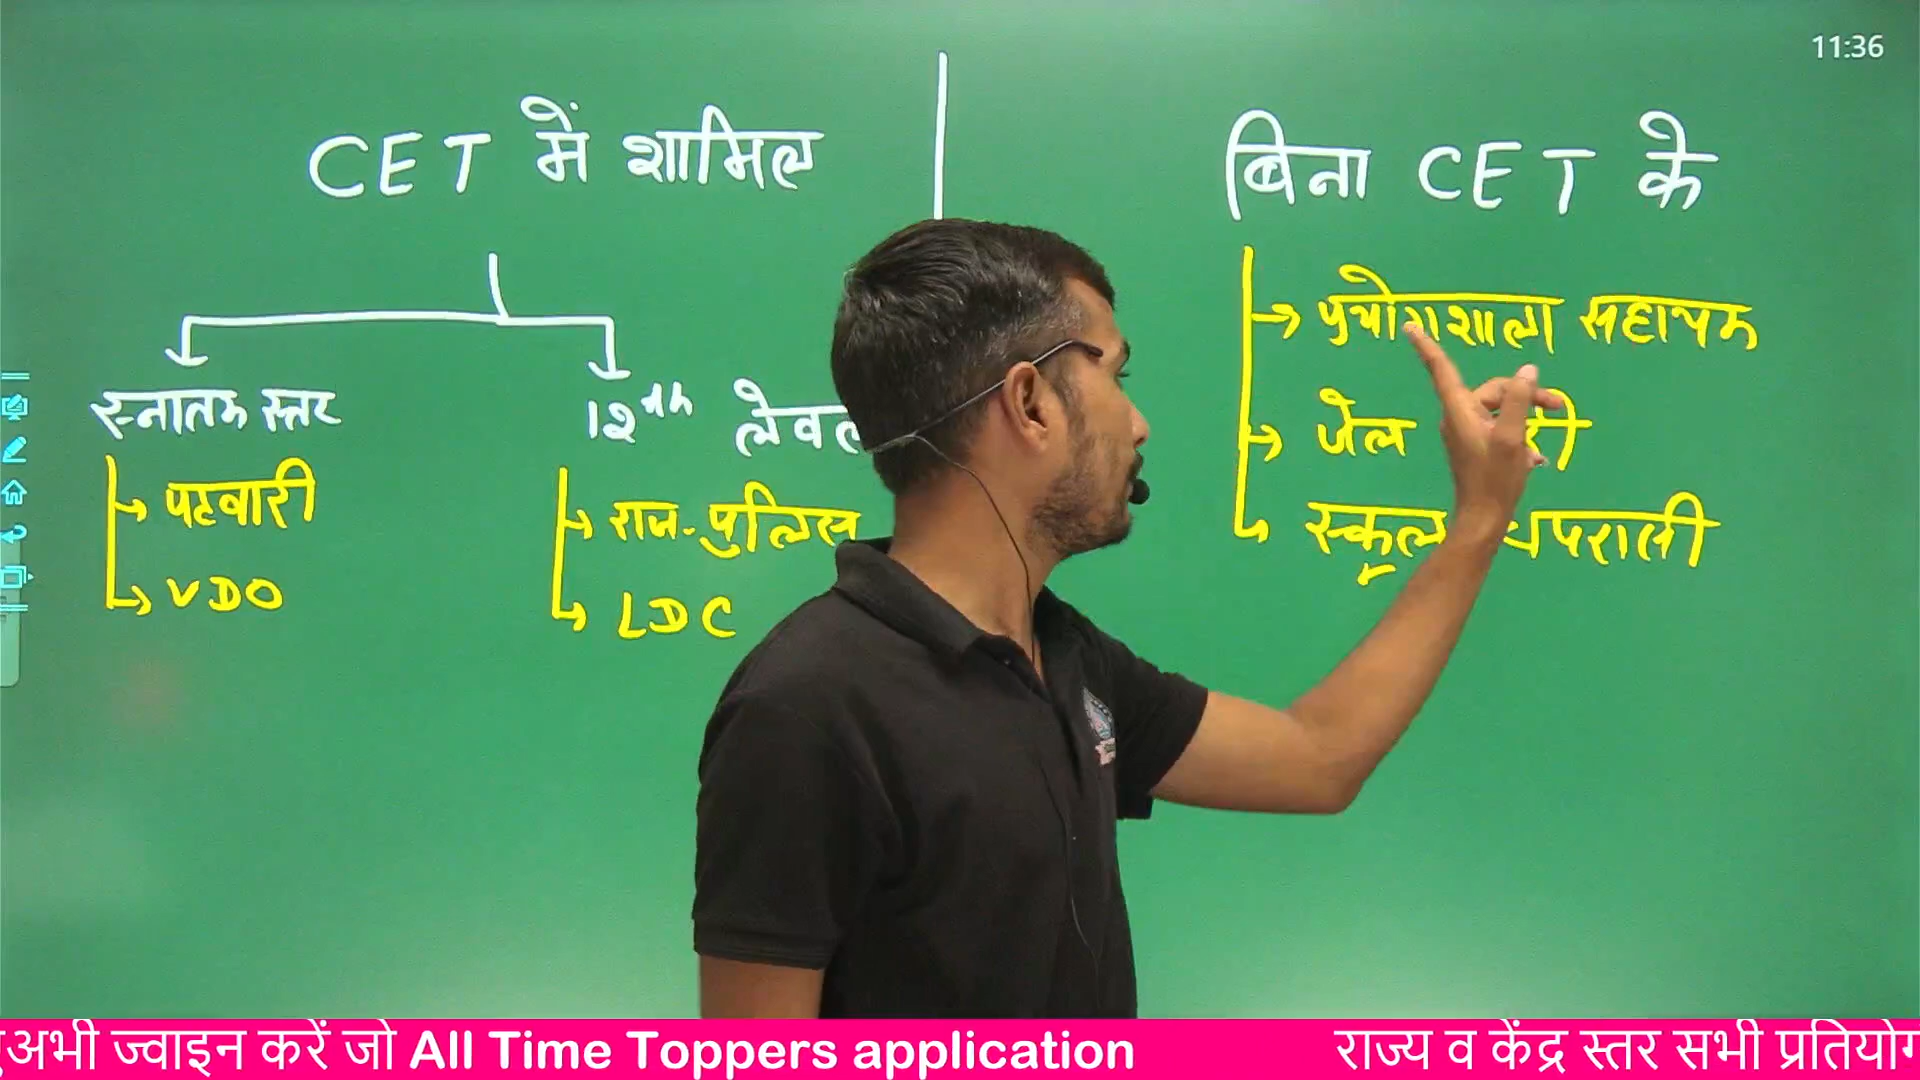 11:36
CET में शामिल
स्नातक स्तर
पटवारी
VDO
12th लेवल
राज. पुलिस
LDC
बिना CET के
प्रयोगशाला सहायक
जेल
स्कूल चपरासी
अभी ज्वाइन करें जो All Time Toppers application
राज्य व केंद्र स्तर सभी